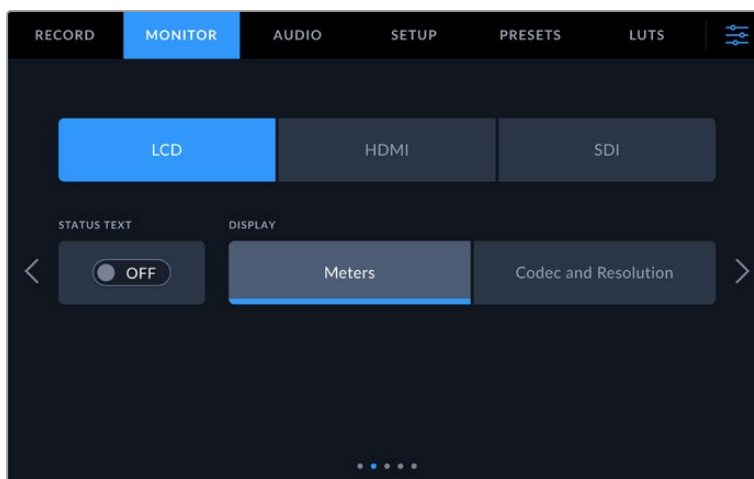 RECORD MONITOR AUDIO SETUP PRESETS LUTS
LCD HDMI SDI
STATUS TEXT DISPLAY
OFF Meters Codec and Resolution